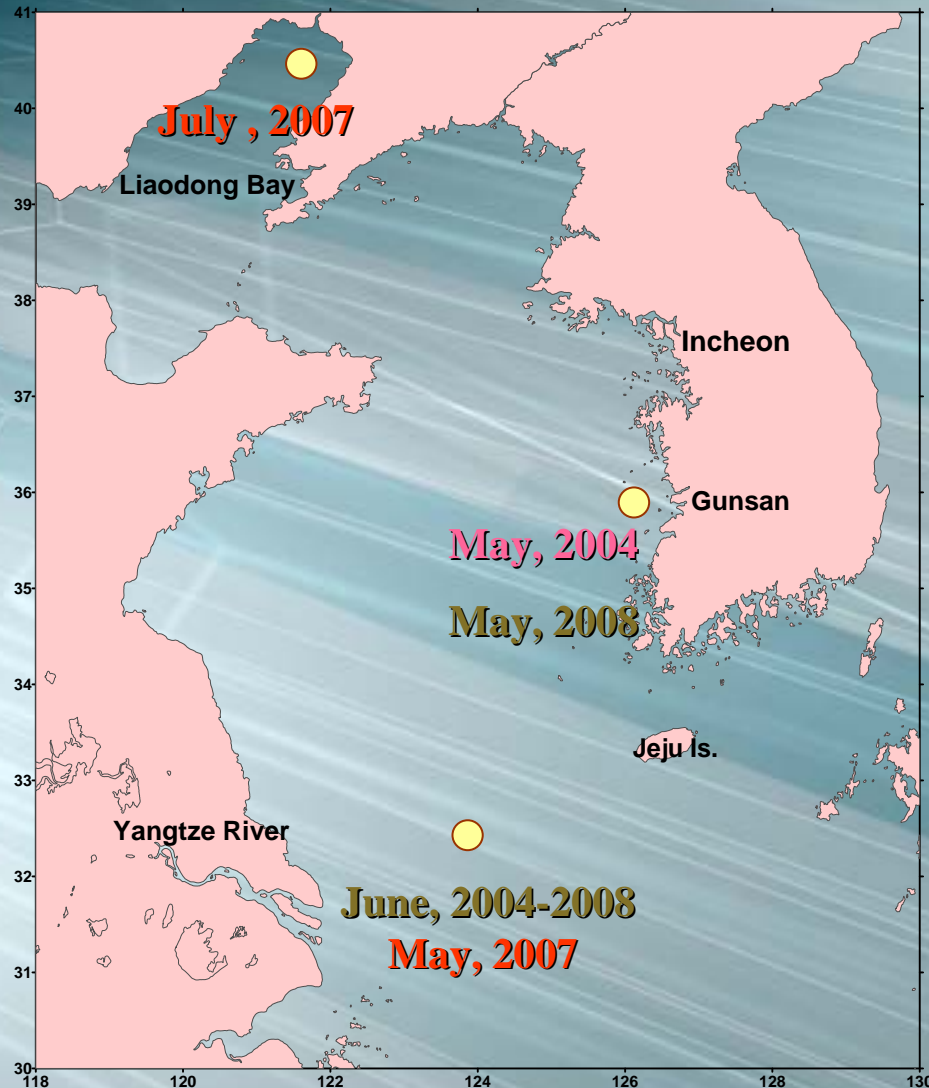 41
40
July , 2007
Liaodong Bay
39
38
Incheon
37
36
Gunsan
May, 2004
35
May, 2008
34
Jeju Is.
33
Yangtze River
32
June, 2004-2008
May, 2007
31
30
118 120 122 124 126 128 130